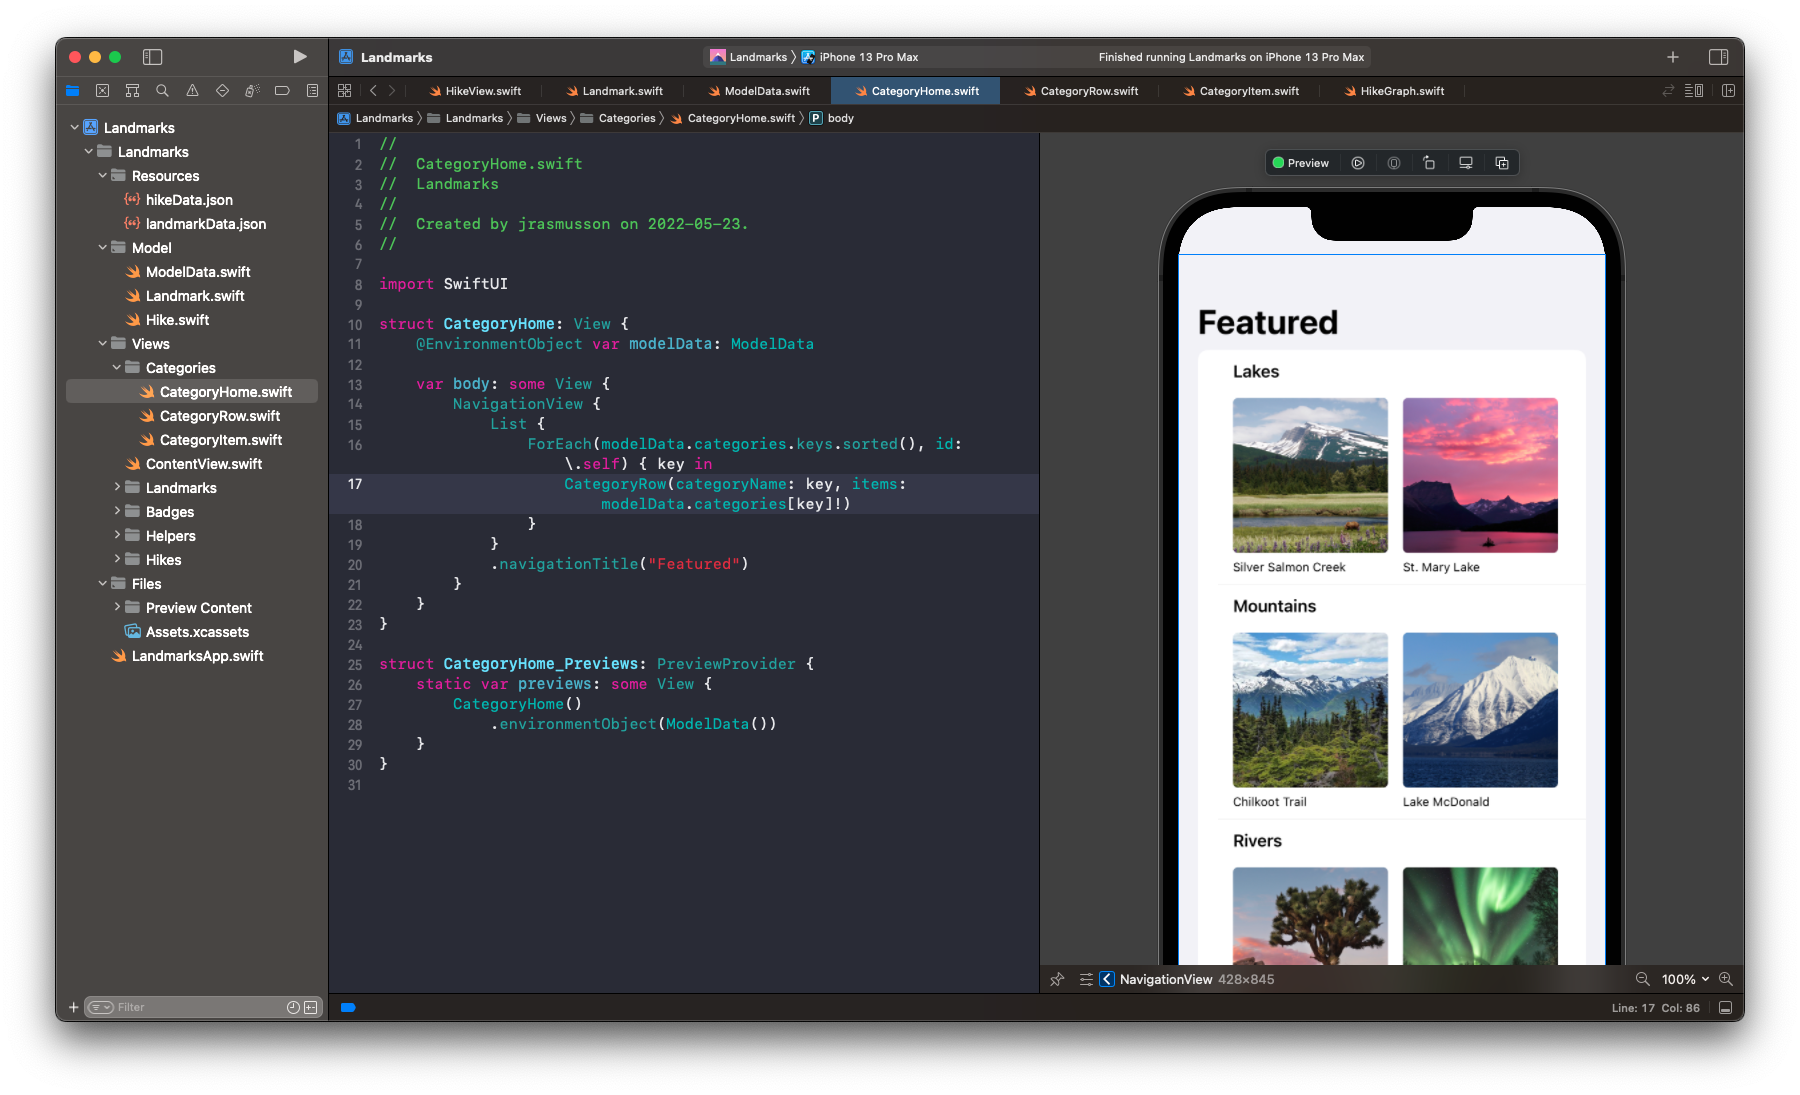 Landmarks
Landmarks 〉 iPhone 13 Pro Max
Finished running Landmarks on iPhone 13 Pro Max
HikeView.swift
Landmark.swift
ModelData.swift
CategoryHome.swift
CategoryRow.swift
CategoryItem.swift
HikeGraph.swift
Landmarks 〉 Landmarks 〉 Views 〉 Categories 〉 CategoryHome.swift 〉 P body
Landmarks
Landmarks
Resources
hikeData.json
landmarkData.json
Model
ModelData.swift
Landmark.swift
Hike.swift
Views
Categories
CategoryHome.swift
CategoryRow.swift
CategoryItem.swift
ContentView.swift
Landmarks
Badges
Helpers
Hikes
Files
Preview Content
Assets.xcassets
LandmarksApp.swift
Filter
1 //
2 //  CategoryHome.swift
3 //  Landmarks
4 //
5 //  Created by jrasmusson on 2022-05-23.
6 //
7
8 import SwiftUI
9
10 struct CategoryHome: View {
11     @EnvironmentObject var modelData: ModelData
12
13     var body: some View {
14         NavigationView {
15             List {
16                 ForEach(modelData.categories.keys.sorted(), id:
\.self) { key in
17                     CategoryRow(categoryName: key, items:
modelData.categories[key]!)
18                 }
19             }
20             .navigationTitle("Featured")
21         }
22     }
23 }
24
25 struct CategoryHome_Previews: PreviewProvider {
26     static var previews: some View {
27         CategoryHome()
28             .environmentObject(ModelData())
29     }
30 }
31
Preview
Featured
Lakes
Silver Salmon Creek
St. Mary Lake
Mountains
Chilkoot Trail
Lake McDonald
Rivers
NavigationView 428×845
100%
Line: 17 Col: 86